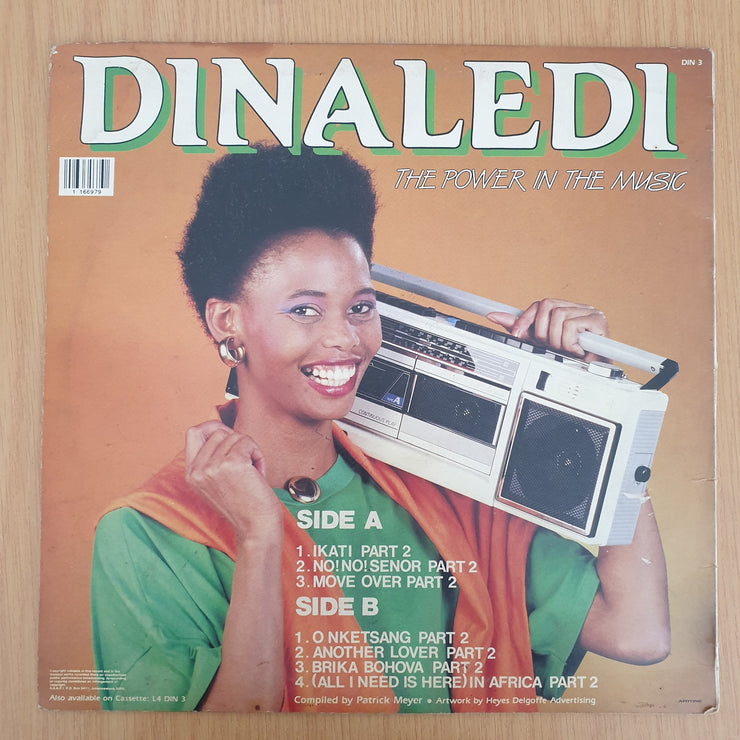 DIN 3
DINALEDI
THE POWER IN THE MUSIC
1 166979
A
CONTINUOUS PLAY
SIDE A
1. IKATI PART 2
2. NO! NO! SENOR PART 2
3. MOVE OVER PART 2
SIDE B
1. O NKETSANG PART 2
2. ANOTHER LOVER PART 2
3. BRIKA BOHOVA PART 2
4. (ALL I NEED IS HERE) IN AFRICA PART 2
Also available on Cassette: L4 DIN 3
Compiled by Patrick Meyer • Artwork by Heyes Delgoffe Advertising